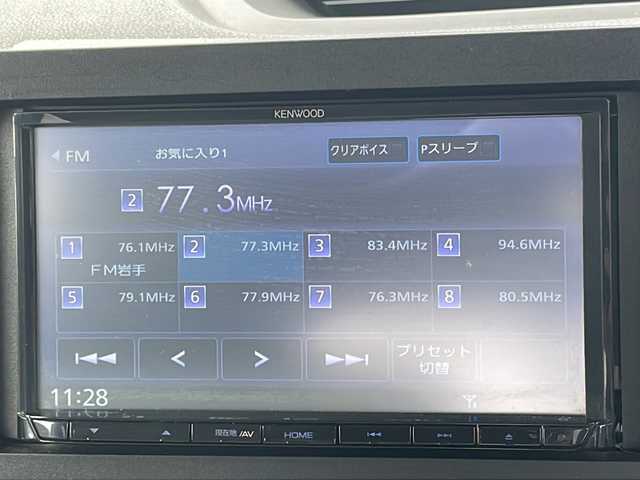 KENWOOD
FM お気に入り1 クリアボイス Pスリープ
2 77.3MHz
1 76.1MHz 2 77.3MHz 3 83.4MHz 4 94.6MHz
FM岩手
5 79.1MHz 6 77.9MHz 7 76.3MHz 8 80.5MHz
プリセット
切替
11:28
現在地/AV HOME